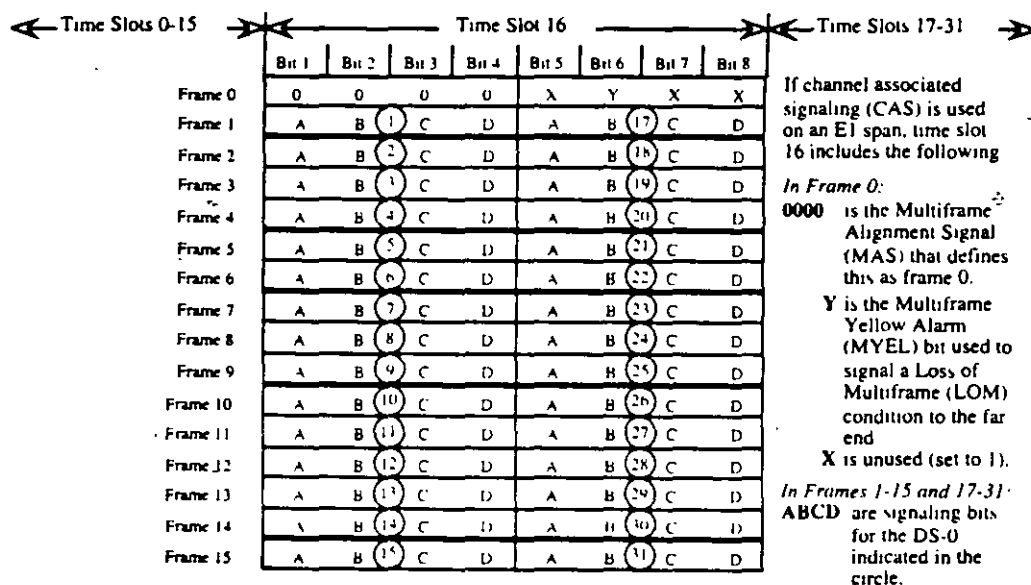 Time Slots 0-15 Time Slot 16 Time Slots 17-31
Bit 1 Bit 2 Bit 3 Bit 4 Bit 5 Bit 6 Bit 7 Bit 8
Frame 0 0 0 0 0 X Y X X
Frame 1 A B 1 C D A B 17 C D
Frame 2 A B 2 C D A B 18 C D
Frame 3 A B 3 C D A B 19 C D
Frame 4 A B 4 C D A B 20 C D
Frame 5 A B 5 C D A B 21 C D
Frame 6 A B 6 C D A B 22 C D
Frame 7 A B 7 C D A B 23 C D
Frame 8 A B 8 C D A B 24 C D
Frame 9 A B 9 C D A B 25 C D
Frame 10 A B 10 C D A B 26 C D
Frame 11 A B 11 C D A B 27 C D
Frame 12 A B 12 C D A B 28 C D
Frame 13 A B 13 C D A B 29 C D
Frame 14 A B 14 C D A B 30 C D
Frame 15 A B 15 C D A B 31 C D
If channel associated
signaling (CAS) is used
on an E1 span, time slot
16 includes the following
In Frame 0:
0000 is the Multiframe
Alignment Signal
(MAS) that defines
this as frame 0.
Y is the Multiframe
Yellow Alarm
(MYEL) bit used to
signal a Loss of
Multiframe (LOM)
condition to the far
end
X is unused (set to 1).
In Frames 1-15 and 17-31:
ABCD are signaling bits
for the DS-0
indicated in the
circle.